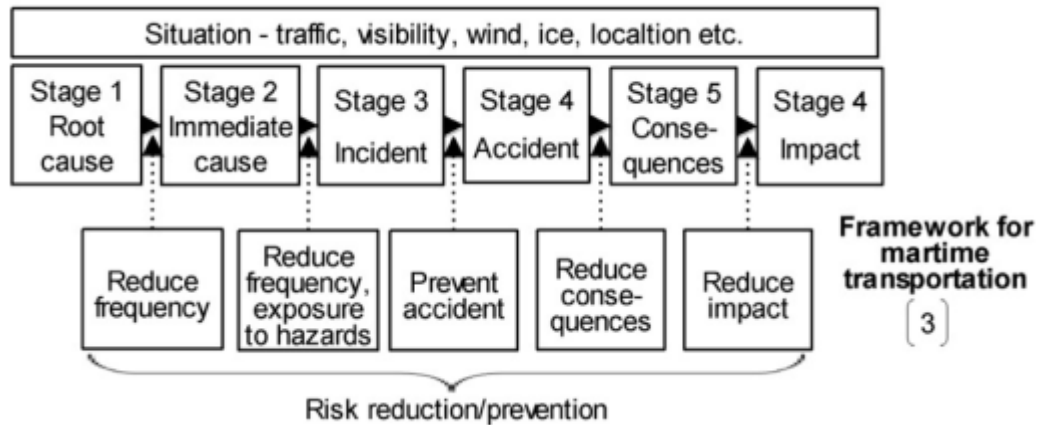 Situation - traffic, visibility, wind, ice, localtion etc.
Stage 1
Root
cause
Stage 2
Immediate
cause
Stage 3
Incident
Stage 4
Accident
Stage 5
Conse-
quences
Stage 4
Impact
Reduce
frequency
Reduce
frequency,
exposure
to hazards
Prevent
accident
Reduce
conse-
quences
Reduce
impact
Framework for
martime
transportation
[3]
Risk reduction/prevention